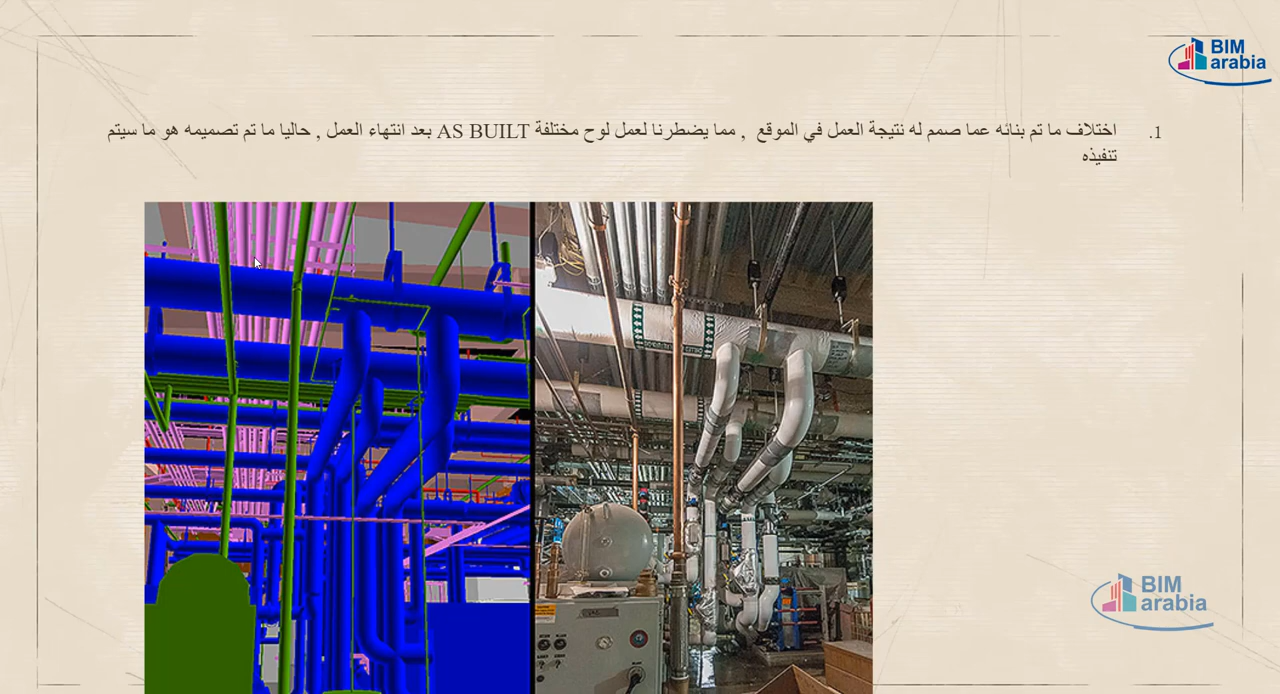 BIM
arabia
1. اختلاف ما تم بنائه عما صمم له نتيجة العمل في الموقع , مما يضطرنا لعمل لوح مختلفة AS BUILT بعد انتهاء العمل , حاليا ما تم تصميمه هو ما سيتم
تنفيذه
BIM
arabia